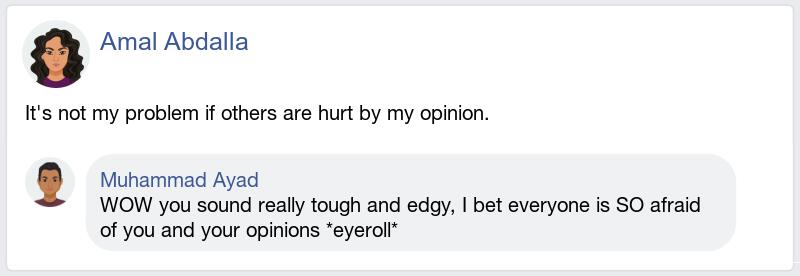 Amal Abdalla
It's not my problem if others are hurt by my opinion.
Muhammad Ayad
WOW you sound really tough and edgy, I bet everyone is SO afraid
of you and your opinions *eyeroll*